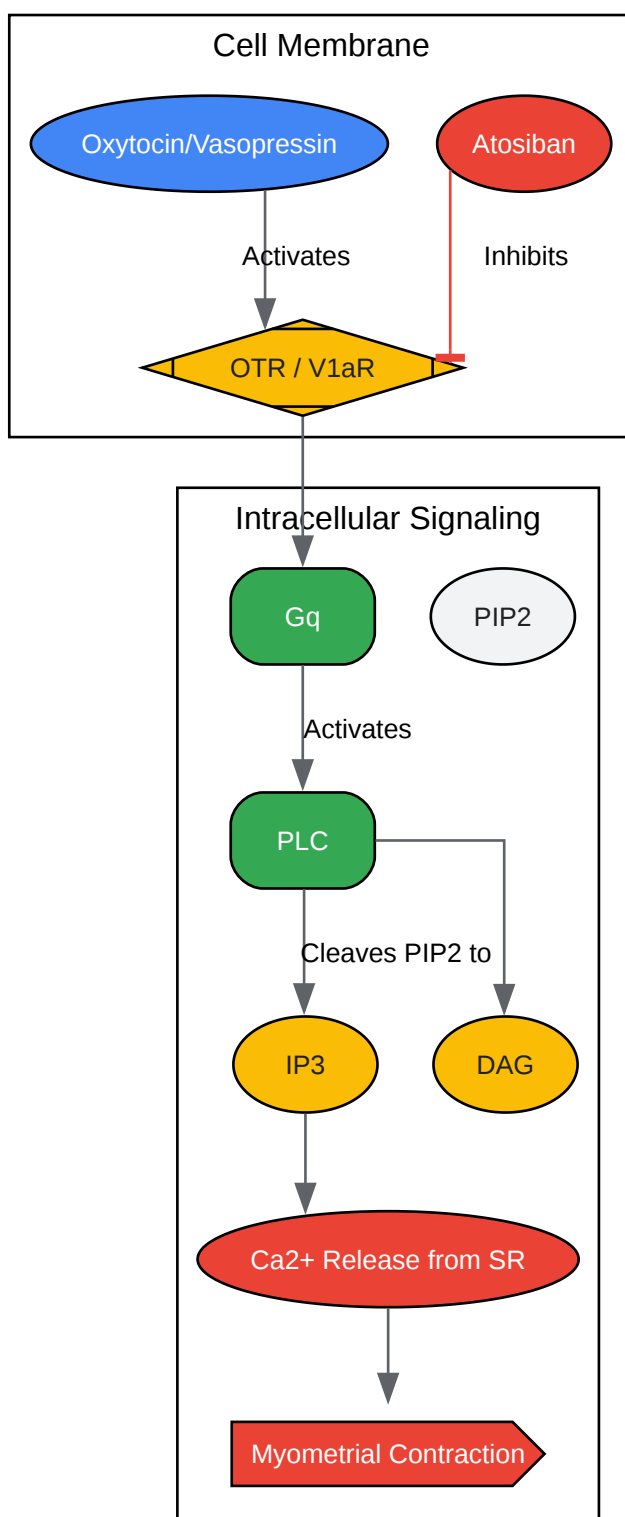 Cell Membrane
Oxytocin/Vasopressin
Atosiban
Activates
Inhibits
OTR / V1aR
Intracellular Signaling
Gq
PIP2
Activates
PLC
Cleaves PIP2 to
IP3
DAG
Ca2+ Release from SR
Myometrial Contraction